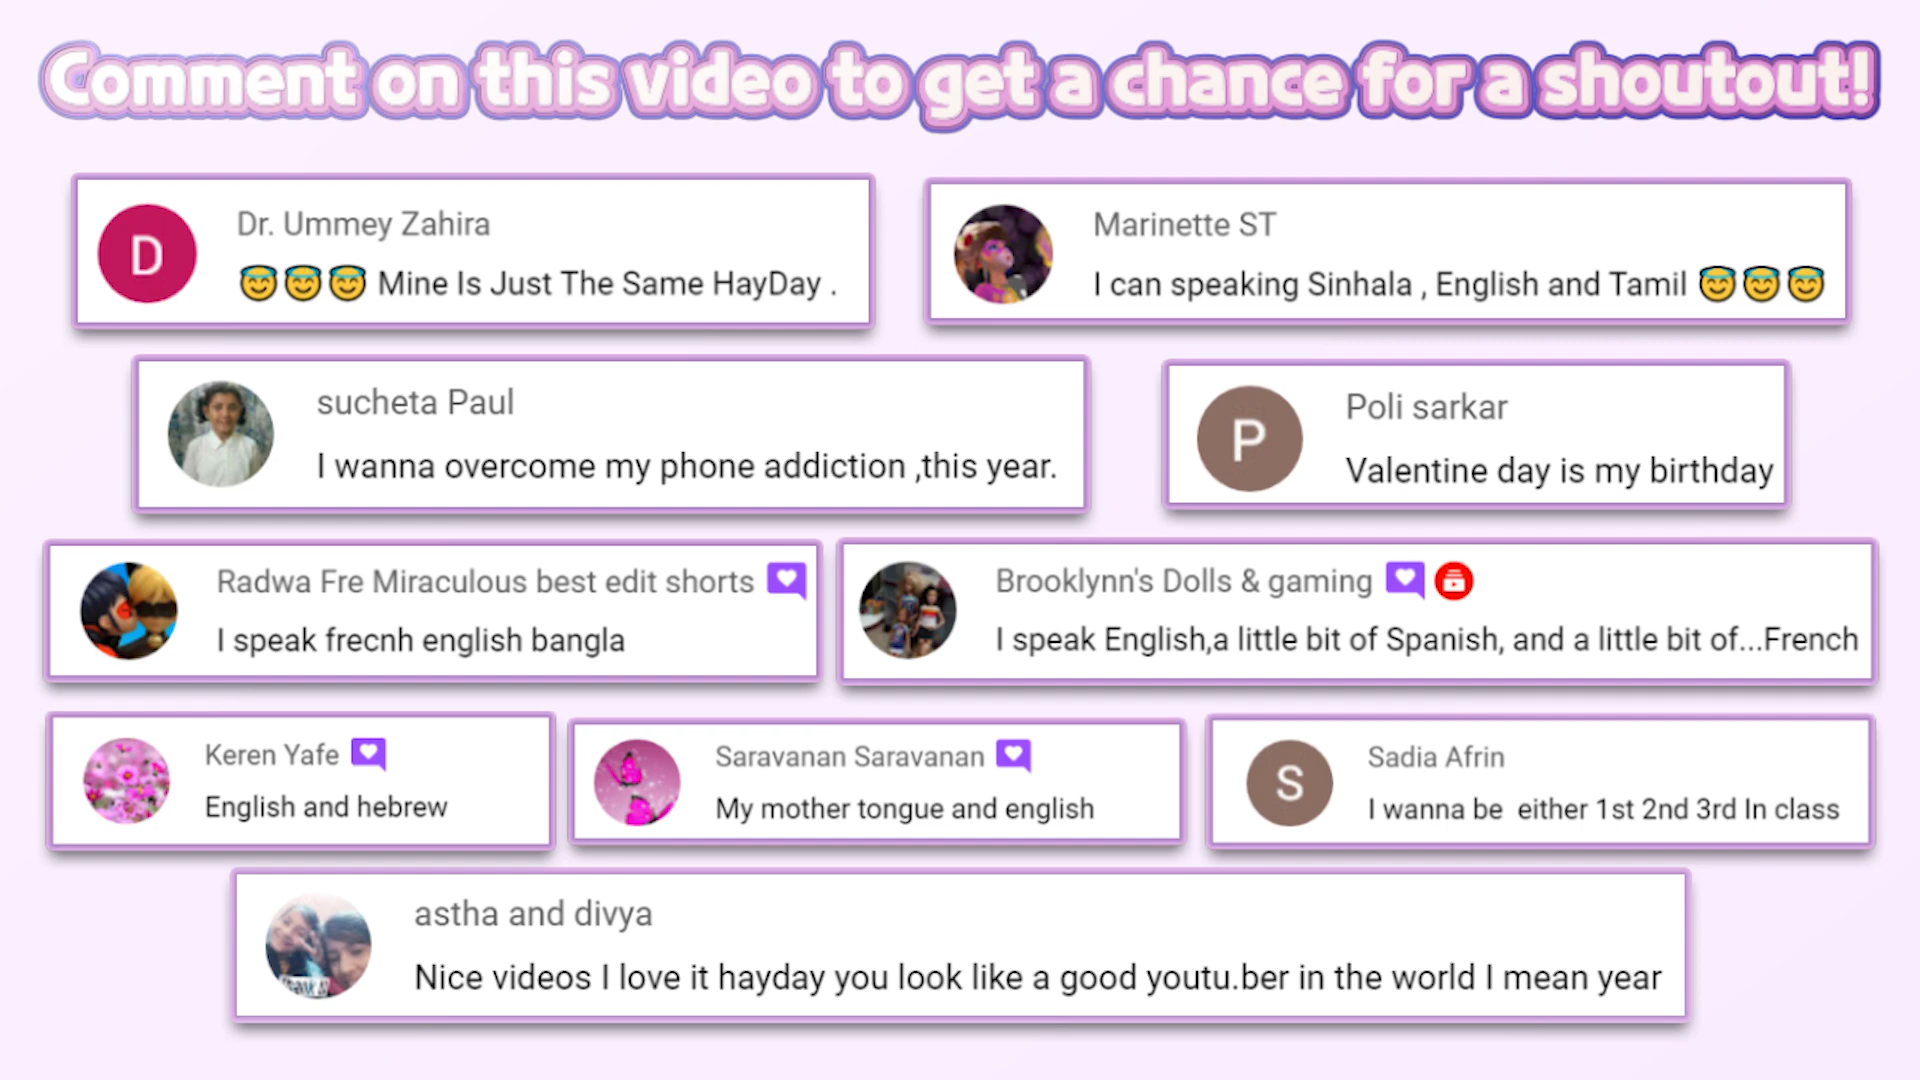 Comment on this video to get a chance for a shoutout!
D
Dr. Ummey Zahira
😇😇😇 Mine Is Just The Same HayDay .
Marinette ST
I can speaking Sinhala , English and Tamil 😇😇😇
sucheta Paul
I wanna overcome my phone addiction ,this year.
P
Poli sarkar
Valentine day is my birthday
Radwa Fre Miraculous best edit shorts
I speak frecnh english bangla
Brooklynn's Dolls & gaming
I speak English,a little bit of Spanish, and a little bit of...French
Keren Yafe
English and hebrew
Saravanan Saravanan
My mother tongue and english
S
Sadia Afrin
I wanna be  either 1st 2nd 3rd In class
astha and divya
Nice videos I love it hayday you look like a good youtu.ber in the world I mean year